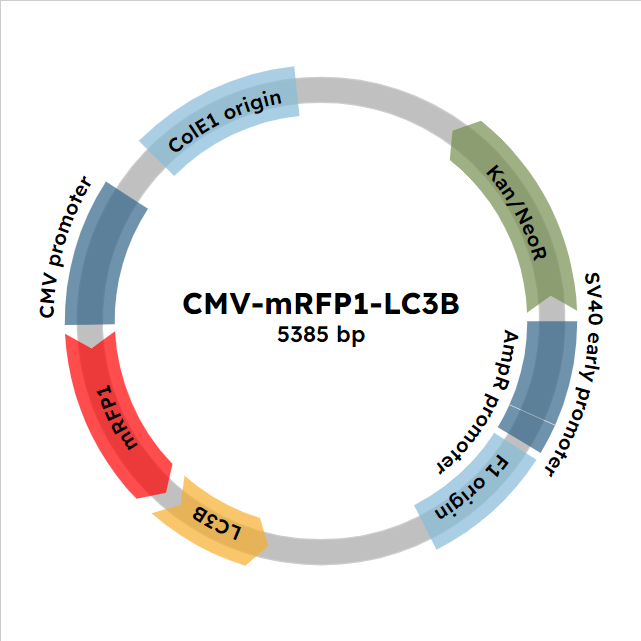 ColE1 origin
Kan/NeoR
CMV promoter
CMV-mRFP1-LC3B
5385 bp
SV40 early promoter
AmpR promoter
mRFP1
F1 origin
LC3B